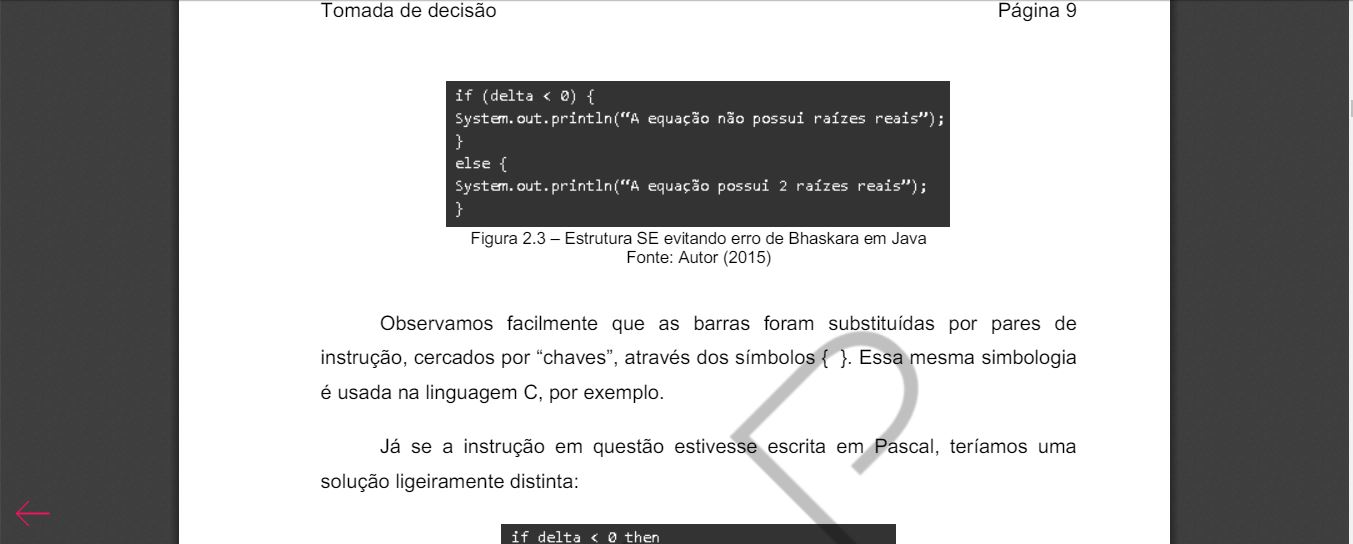 Tomada de decisão Página 9
if (delta < 0) {
System.out.println(“A equação não possui raízes reais”);
}
else {
System.out.println(“A equação possui 2 raízes reais”);
}
Figura 2.3 – Estrutura SE evitando erro de Bhaskara em Java
Fonte: Autor (2015)
Observamos facilmente que as barras foram substituídas por pares de
instrução, cercados por “chaves”, através dos símbolos { }. Essa mesma simbologia
é usada na linguagem C, por exemplo.
Já se a instrução em questão estivesse escrita em Pascal, teríamos uma
solução ligeiramente distinta:
if delta < 0 then